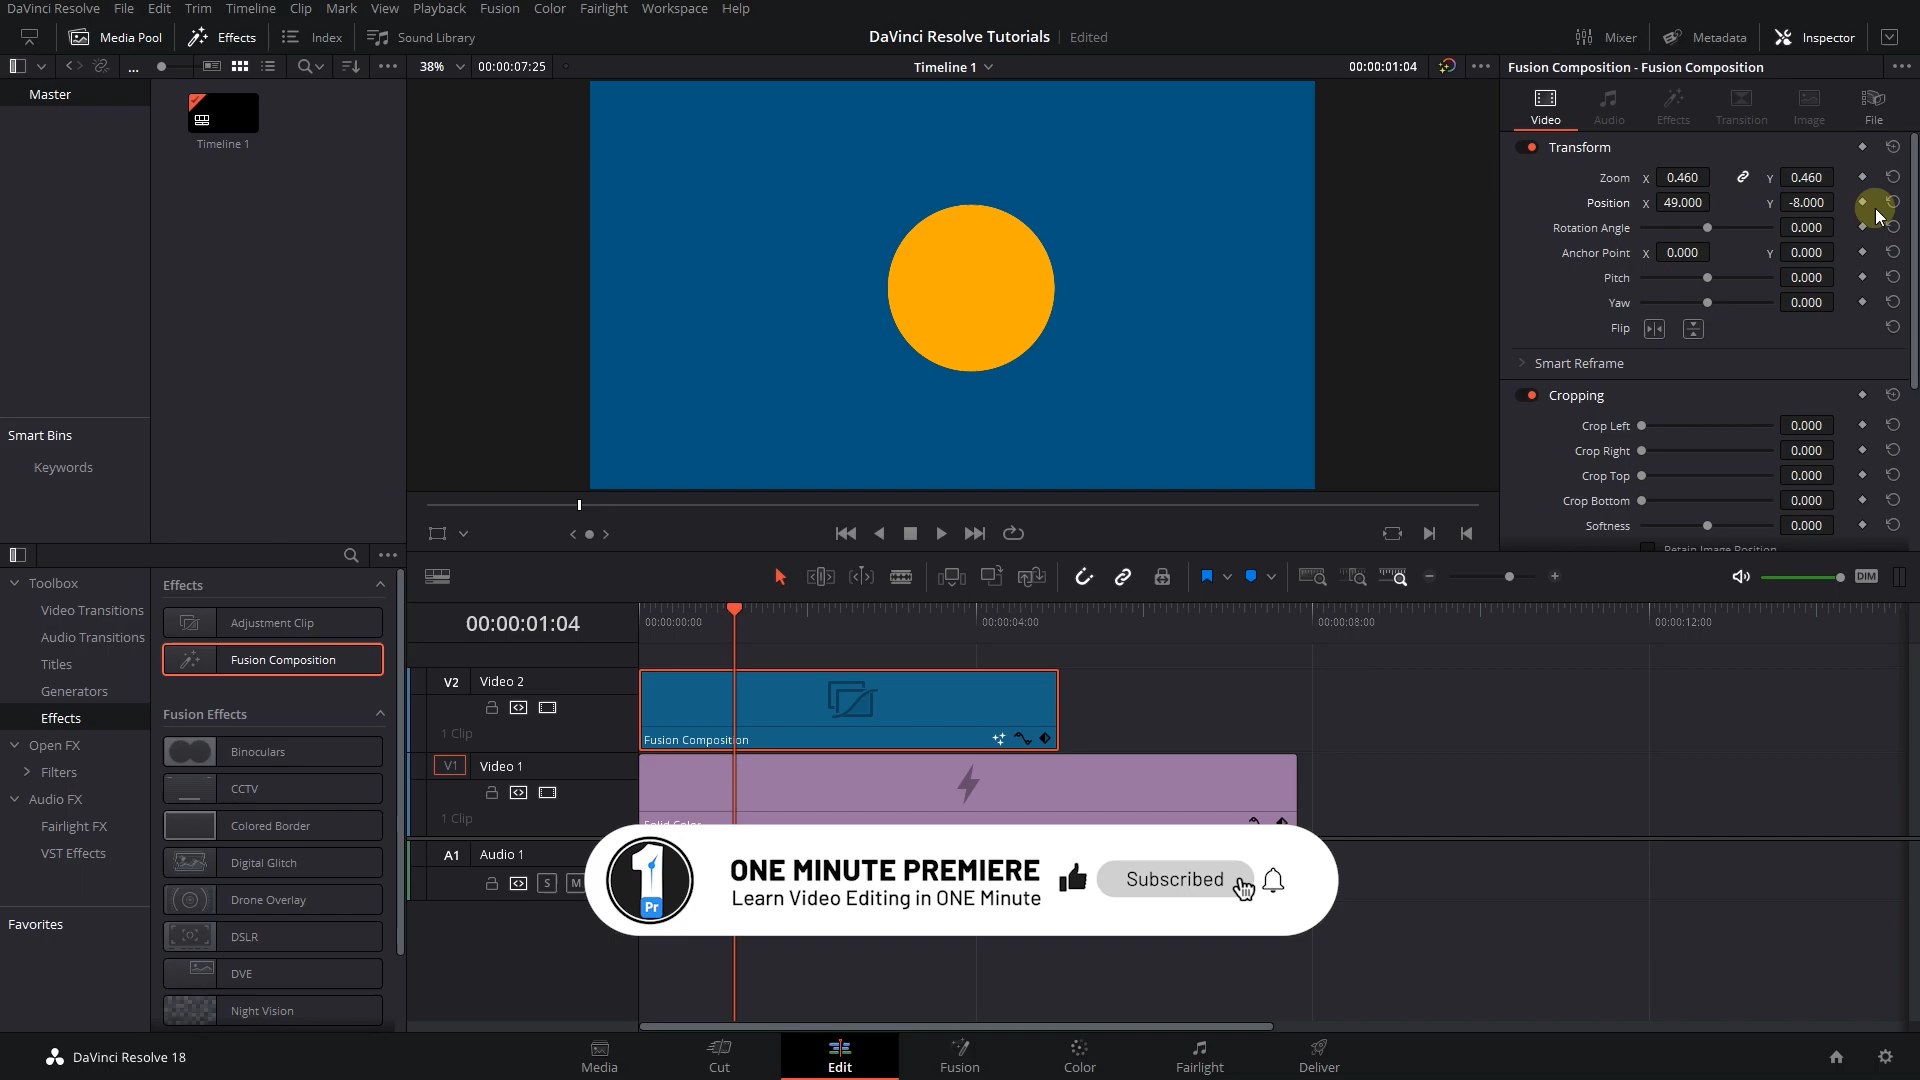 DaVinci Resolve File Edit Trim Timeline Clip Mark View Playback Fusion Color Fairlight Workspace Help
Media Pool Effects Index Sound Library DaVinci Resolve Tutorials Edited Mixer Metadata Inspector
... 38% 00:00:07:25 Timeline 1 00:00:01:04 Fusion Composition - Fusion Composition
Master
Timeline 1
Video Audio Effects Transition Image File
Transform
Zoom X 0.460 Y 0.460
Position X 49.000 Y -8.000
Rotation Angle 0.000
Anchor Point X 0.000 Y 0.000
Pitch 0.000
Yaw 0.000
Flip
Smart Reframe
Cropping
Crop Left 0.000
Crop Right 0.000
Crop Top 0.000
Crop Bottom 0.000
Softness 0.000
Retain Image Position
Smart Bins
Keywords
DIM
Toolbox
Video Transitions
Audio Transitions
Titles
Generators
Effects
Open FX
Filters
Audio FX
Fairlight FX
VST Effects
Favorites
Effects
Adjustment Clip
Fusion Composition
Fusion Effects
Binoculars
CCTV
Colored Border
Digital Glitch
Drone Overlay
DSLR
DVE
Night Vision
00:00:01:04 00:00:00:00 00:00:04:00 00:00:08:00 00:00:12:00
V2 Video 2
1 Clip
Fusion Composition
V1 Video 1
1 Clip
Solid Color
A1 Audio 1
S M
1
Pr
ONE MINUTE PREMIERE
Learn Video Editing in ONE Minute
Subscribed
DaVinci Resolve 18
Media Cut Edit Fusion Color Fairlight Deliver